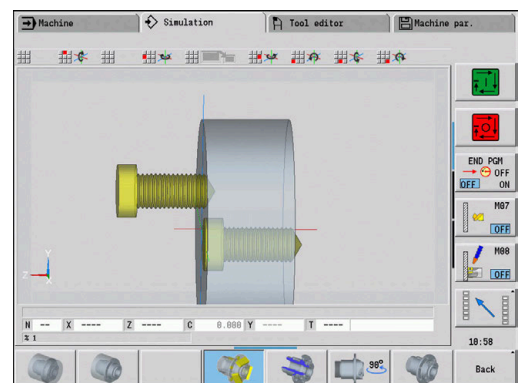 Machine
Simulation
Tool editor
Machine par.
END PGM
OFF
OFF ON
M07
OFF
M08
OFF
Y
Z
X
N -- X ---- Z ---- C 0.000 Y ---- T ----
% 1
10:58
90°
Back